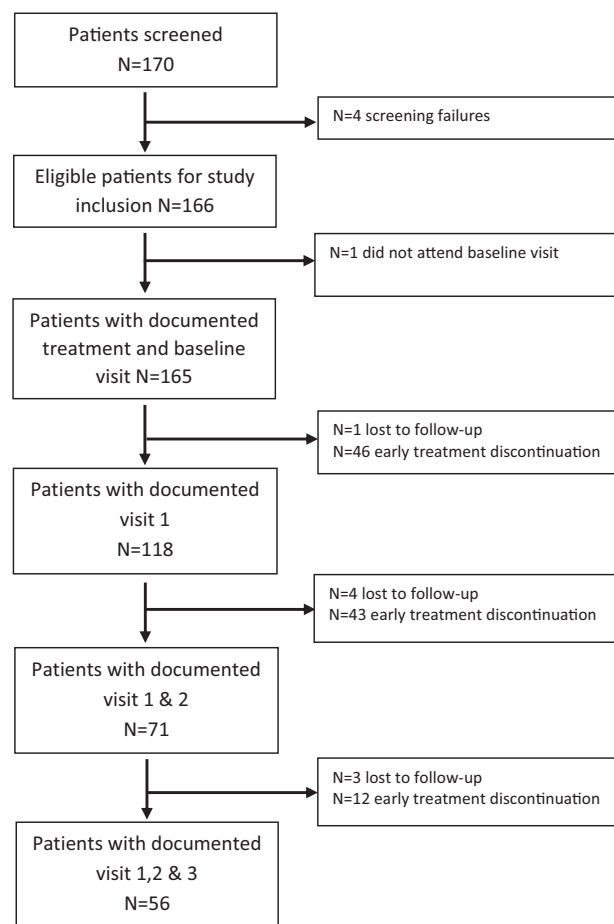 Patients screened
N=170
N=4 screening failures
Eligible patients for study
inclusion N=166
N=1 did not attend baseline visit
Patients with documented
treatment and baseline
visit N=165
N=1 lost to follow-up
N=46 early treatment discontinuation
Patients with documented
visit 1
N=118
N=4 lost to follow-up
N=43 early treatment discontinuation
Patients with documented
visit 1 & 2
N=71
N=3 lost to follow-up
N=12 early treatment discontinuation
Patients with documented
visit 1,2 & 3
N=56